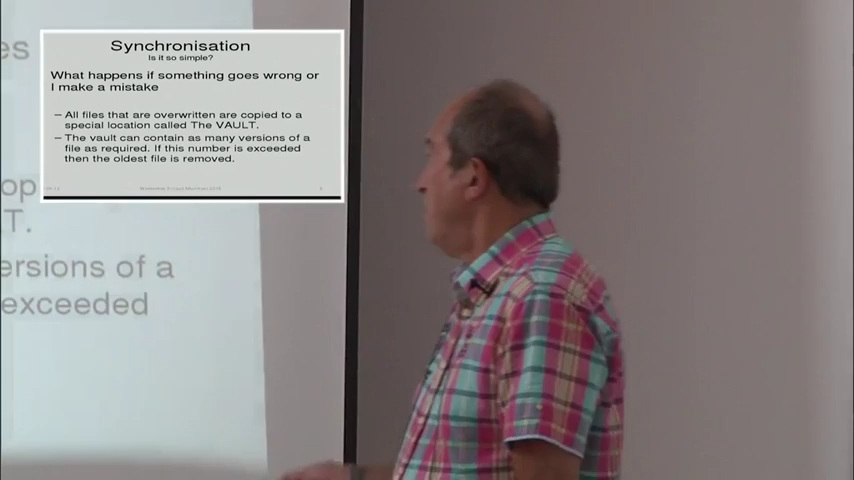 es
Synchronisation
Is it so simple?
What happens if something goes wrong or
I make a mistake
– All files that are overwritten are copied to a
special location called The VAULT.
– The vault can contain as many versions of a
file as required. If this number is exceeded
then the oldest file is removed.
op
T.
ersions of a
exceeded